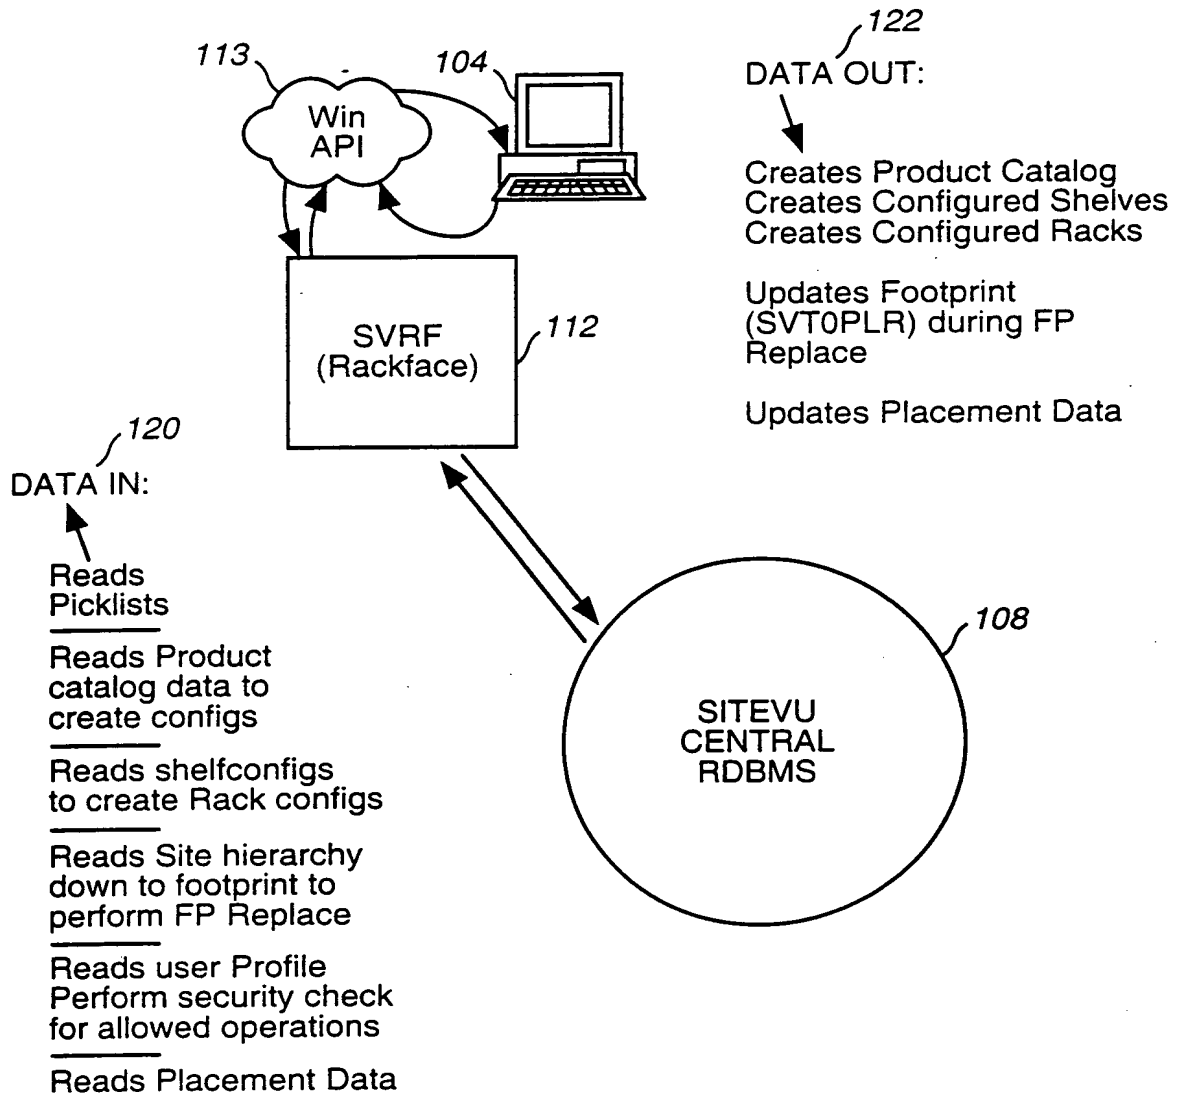 113
104
Win
API
122
DATA OUT:
Creates Product Catalog
Creates Configured Shelves
Creates Configured Racks
Updates Footprint
(SVT0PLR) during FP
Replace
Updates Placement Data
SVRF
(Rackface)
112
120
DATA IN:
Reads
Picklists
Reads Product
catalog data to
create configs
Reads shelfconfigs
to create Rack configs
Reads Site hierarchy
down to footprint to
perform FP Replace
Reads user Profile
Perform security check
for allowed operations
Reads Placement Data
108
SITEVU
CENTRAL
RDBMS